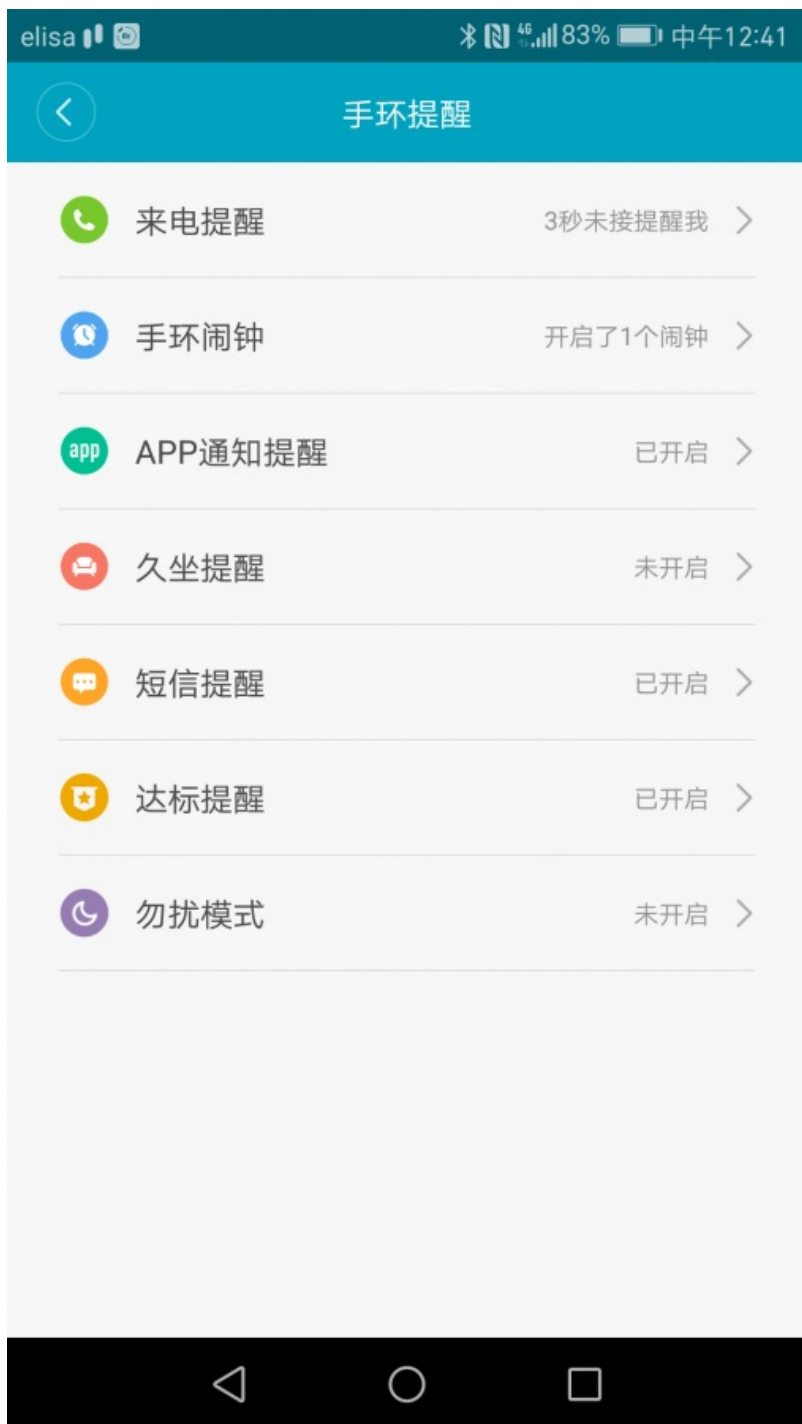 elisa 4G 83% 中午12:41
手环提醒
来电提醒 3秒未接提醒我
手环闹钟 开启了1个闹钟
app APP通知提醒 已开启
久坐提醒 未开启
短信提醒 已开启
达标提醒 已开启
勿扰模式 未开启